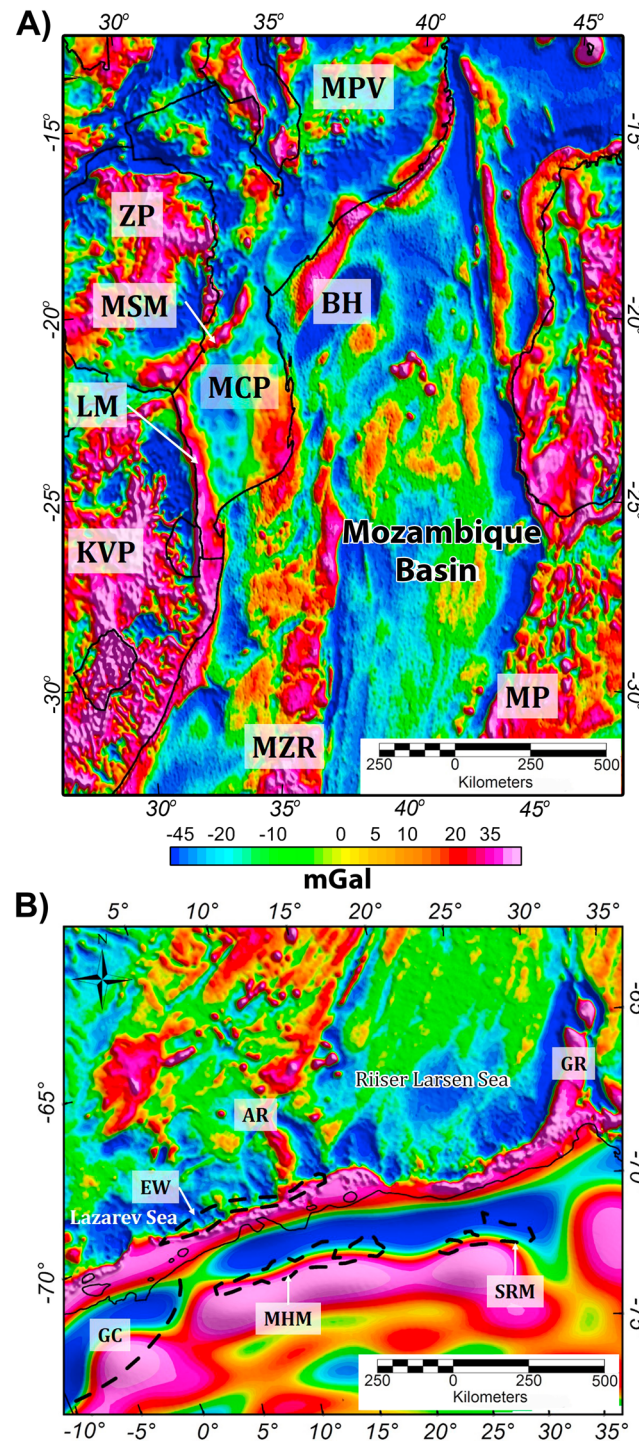 A)
30° 35° 40° 45°
MPV
-15° -15°
ZP
MSM
BH
-20° -20°
LM
MCP
-25° -25°
KVP
Mozambique
Basin
-30° -30°
MP
MZR
250 0 250 500
Kilometers
30° 35° 40° 45°
-45 -20 -10 0 5 10 20 35
mGal
B)
5° 10° 15° 20° 25° 30° 35°
-65
Riiser Larsen Sea
GR
-65°
AR
-70
EW
Lazarev Sea
-70°
SRM
MHM
-75
GC
250 0 250 500
Kilometers
-10° -5° 0° 5° 10° 15° 20° 25° 30°